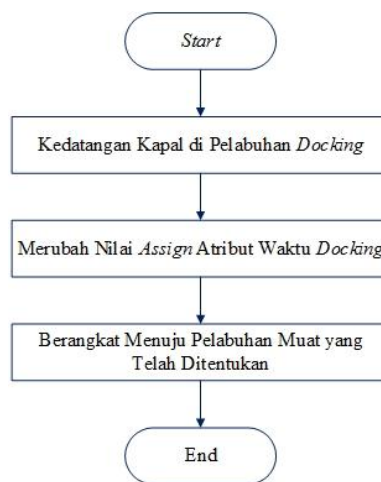 Start
Kedatangan Kapal di Pelabuhan Docking
Merubah Nilai Assign Atribut Waktu Docking
Berangkat Menuju Pelabuhan Muat yang
Telah Ditentukan
End